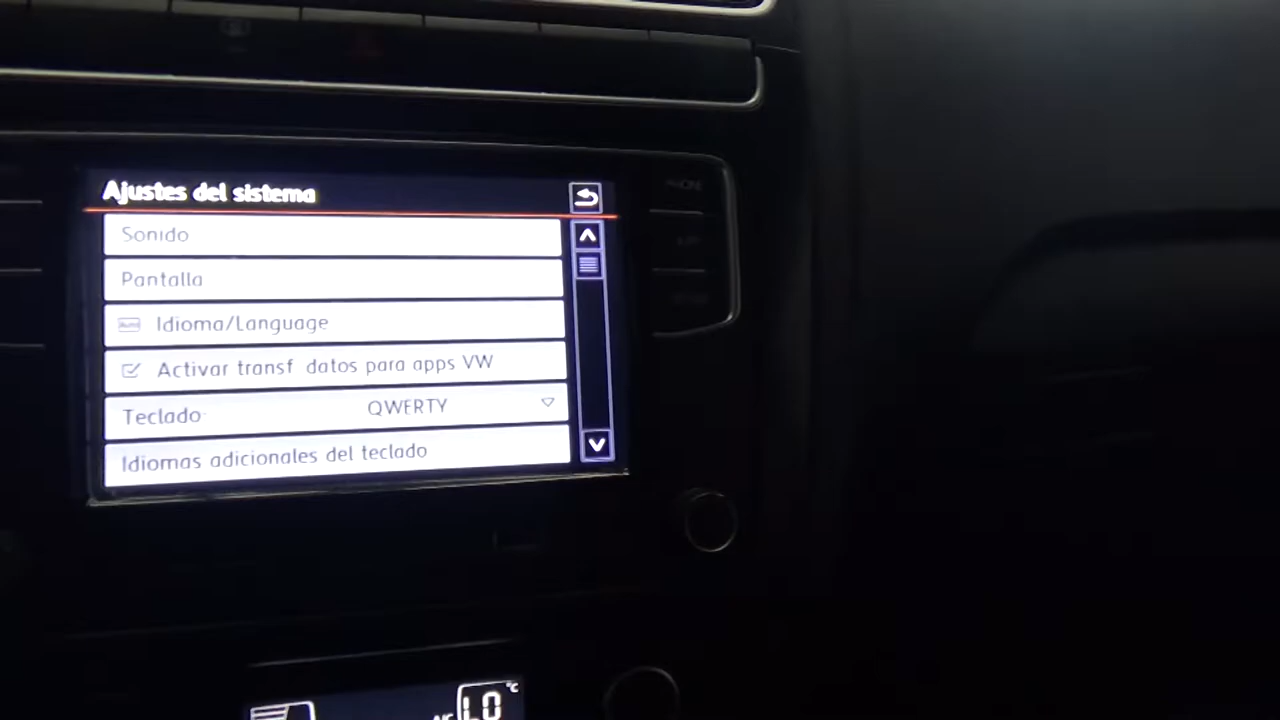 Ajustes del sistema
Sonido
Pantalla
Idioma/Language
Activar transf datos para apps VW
Teclado: QWERTY
Idiomas adicionales del teclado
LO °C